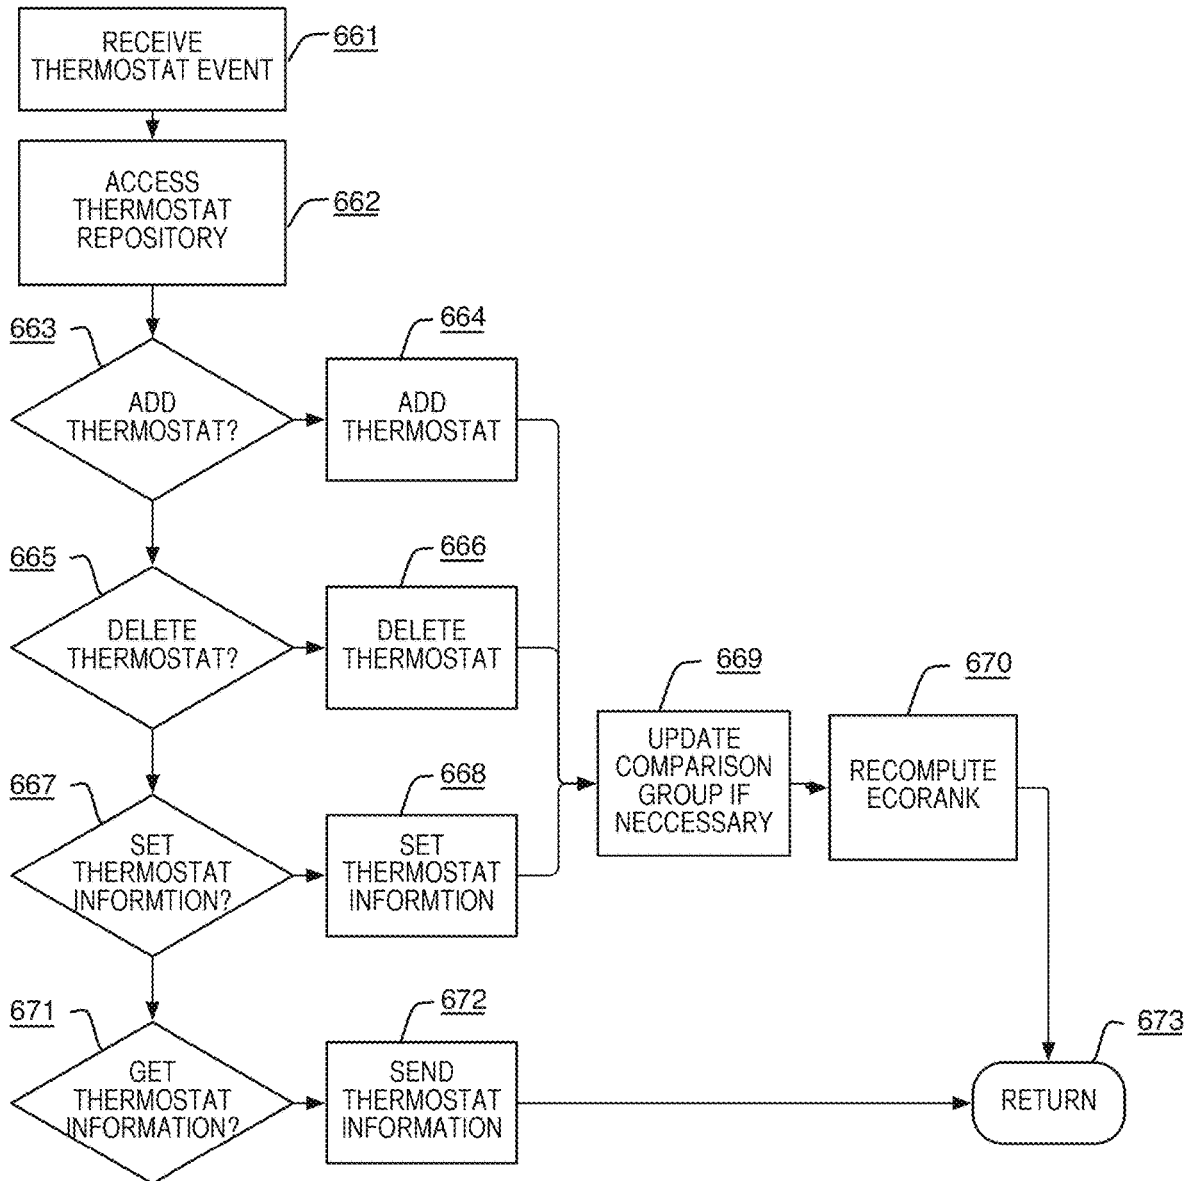 RECEIVE
THERMOSTAT EVENT
661
ACCESS
THERMOSTAT
REPOSITORY
662
663
ADD
THERMOSTAT?
664
ADD
THERMOSTAT
665
DELETE
THERMOSTAT?
666
DELETE
THERMOSTAT
667
SET
THERMOSTAT
INFORMTION?
668
SET
THERMOSTAT
INFORMTION
669
UPDATE
COMPARISON
GROUP IF
NECCESSARY
670
RECOMPUTE
ECORANK
671
GET
THERMOSTAT
INFORMATION?
672
SEND
THERMOSTAT
INFORMATION
673
RETURN